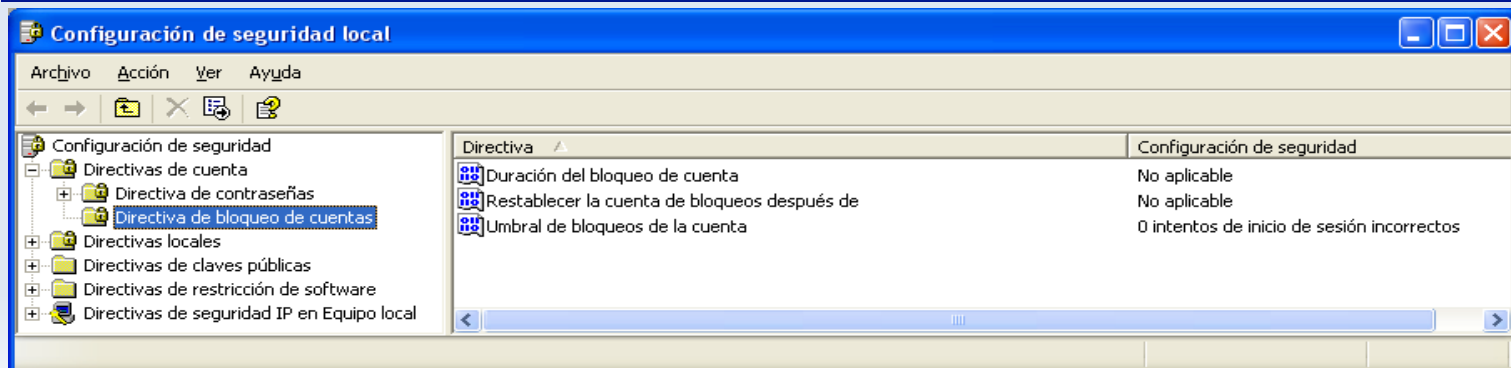 Configuración de seguridad local
Archivo Acción Ver Ayuda
Configuración de seguridad
Directivas de cuenta
Directiva de contraseñas
Directiva de bloqueo de cuentas
Directivas locales
Directivas de claves públicas
Directivas de restricción de software
Directivas de seguridad IP en Equipo local
Directiva Configuración de seguridad
Duración del bloqueo de cuenta No aplicable
Restablecer la cuenta de bloqueos después de No aplicable
Umbral de bloqueos de la cuenta 0 intentos de inicio de sesión incorrectos